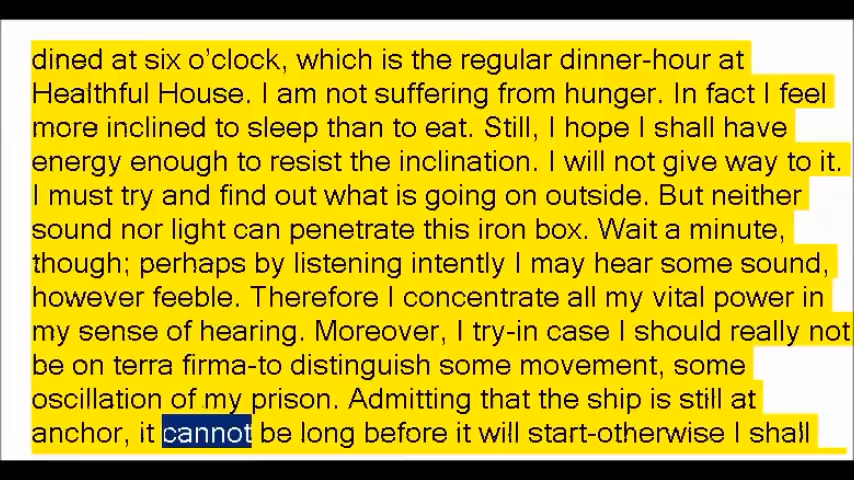 dined at six o’clock, which is the regular dinner-hour at
Healthful House. I am not suffering from hunger. In fact I feel
more inclined to sleep than to eat. Still, I hope I shall have
energy enough to resist the inclination. I will not give way to it.
I must try and find out what is going on outside. But neither
sound nor light can penetrate this iron box. Wait a minute,
though; perhaps by listening intently I may hear some sound,
however feeble. Therefore I concentrate all my vital power in
my sense of hearing. Moreover, I try-in case I should really not
be on terra firma-to distinguish some movement, some
oscillation of my prison. Admitting that the ship is still at
anchor, it cannot be long before it will start-otherwise I shall